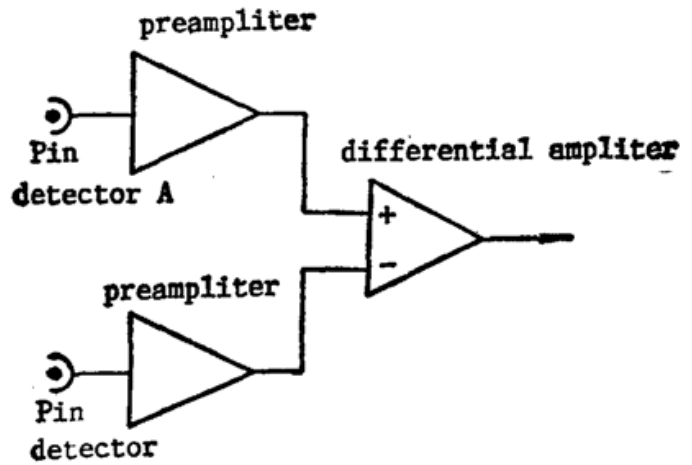 preampliter
Pin
detector A
differential ampliter
+
-
preampliter
Pin
detector